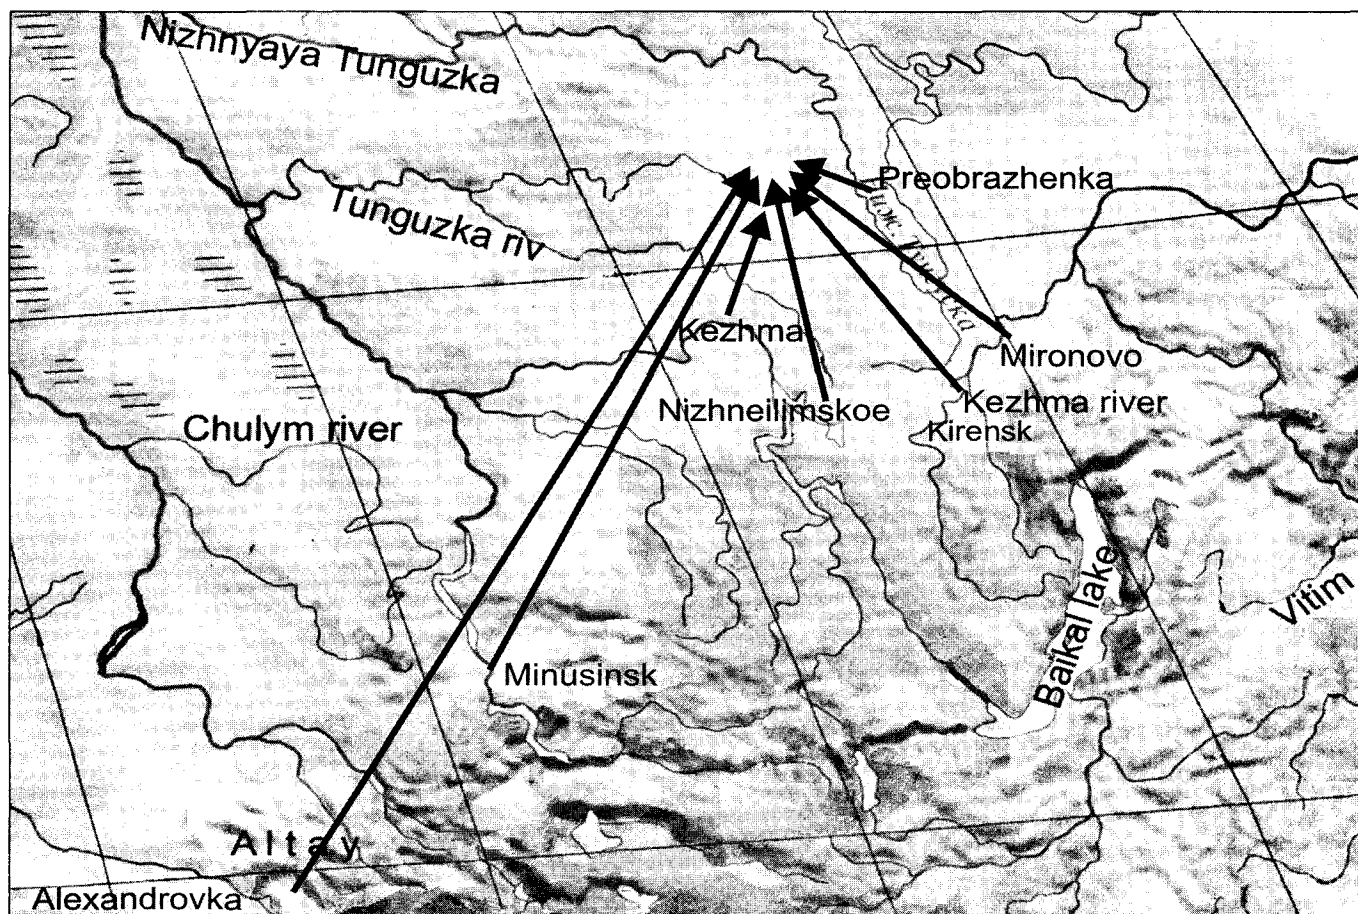 Nizhnyaya Tunguzka
Preobrazhenka
Tunguzka riv
Kezhma
Mironovo
Nizhneilimskoe
Kezhma river
Chulym river
Kirensk
Baikal lake
Vitim
Minusinsk
Altay
Alexandrovka